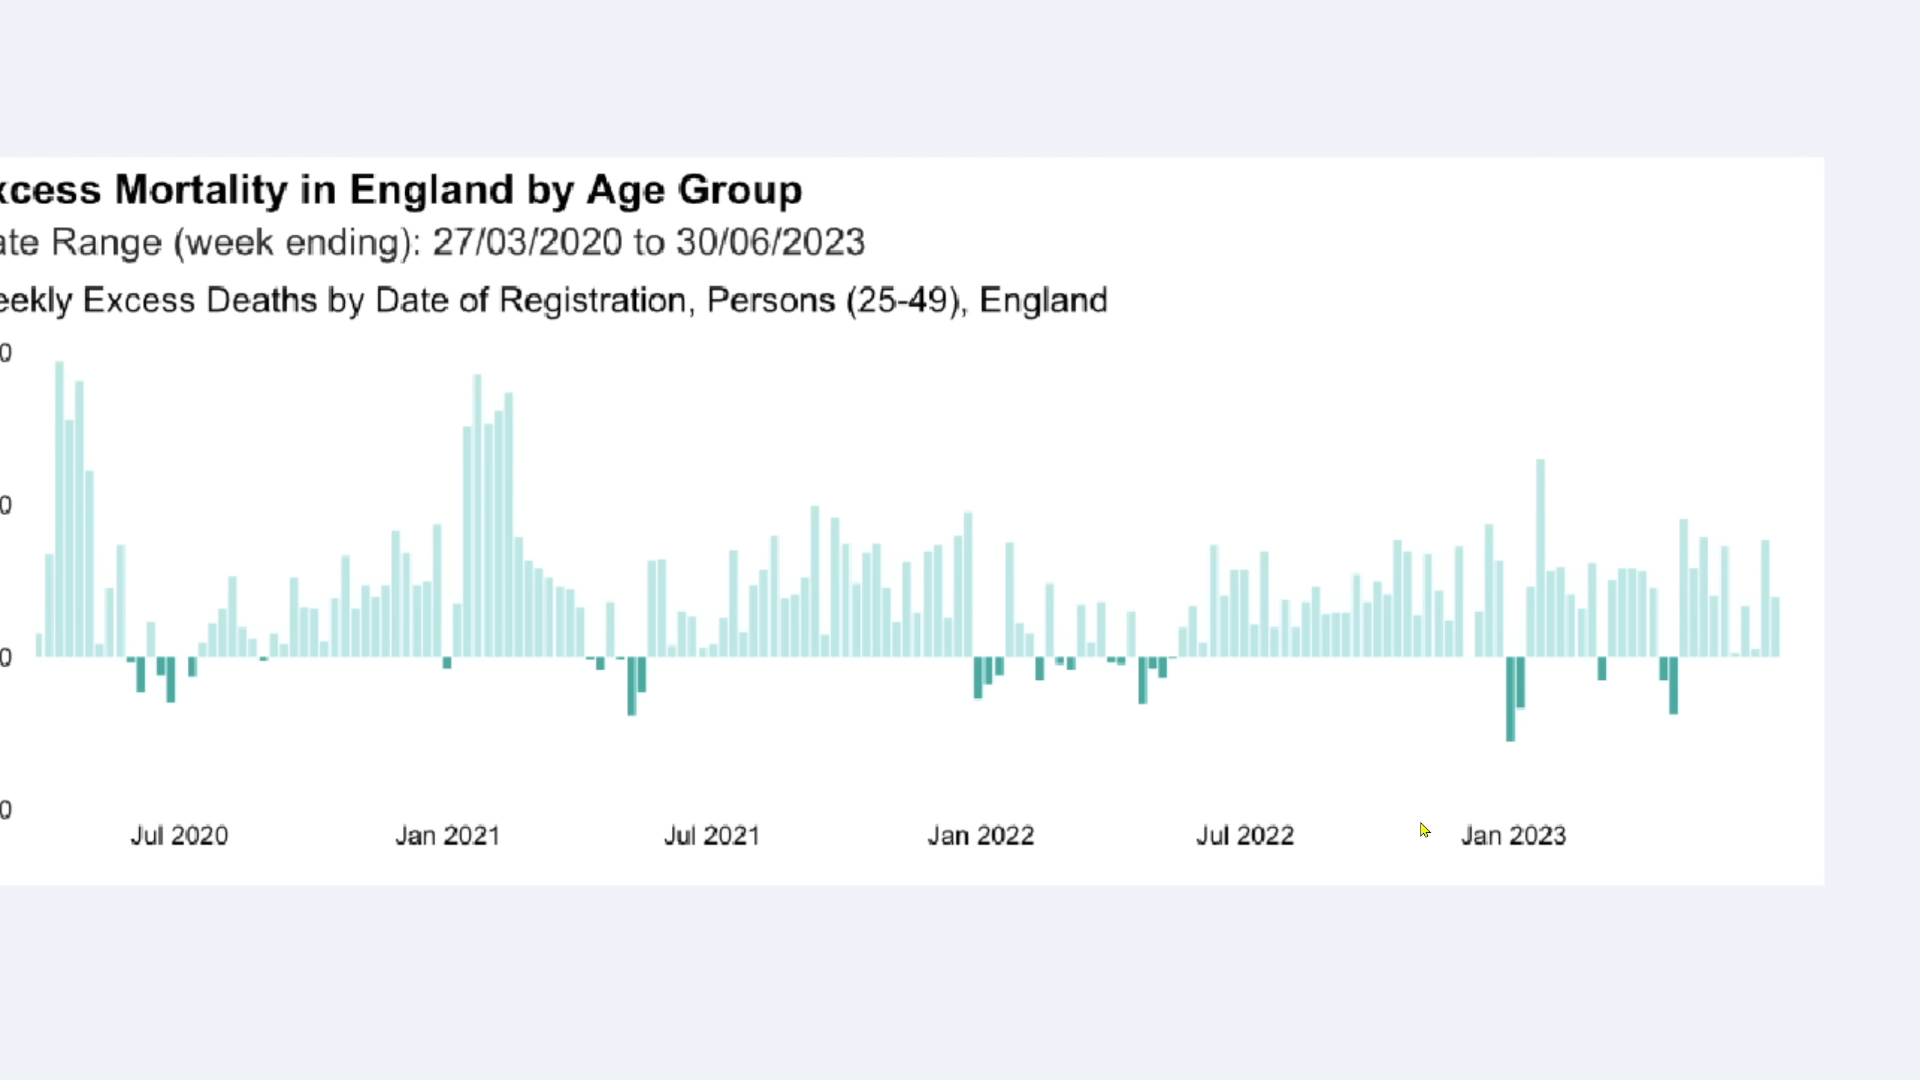 xcess Mortality in England by Age Group
ate Range (week ending): 27/03/2020 to 30/06/2023
eekly Excess Deaths by Date of Registration, Persons (25-49), England
0
0
0
0
Jul 2020 Jan 2021 Jul 2021 Jan 2022 Jul 2022 Jan 2023